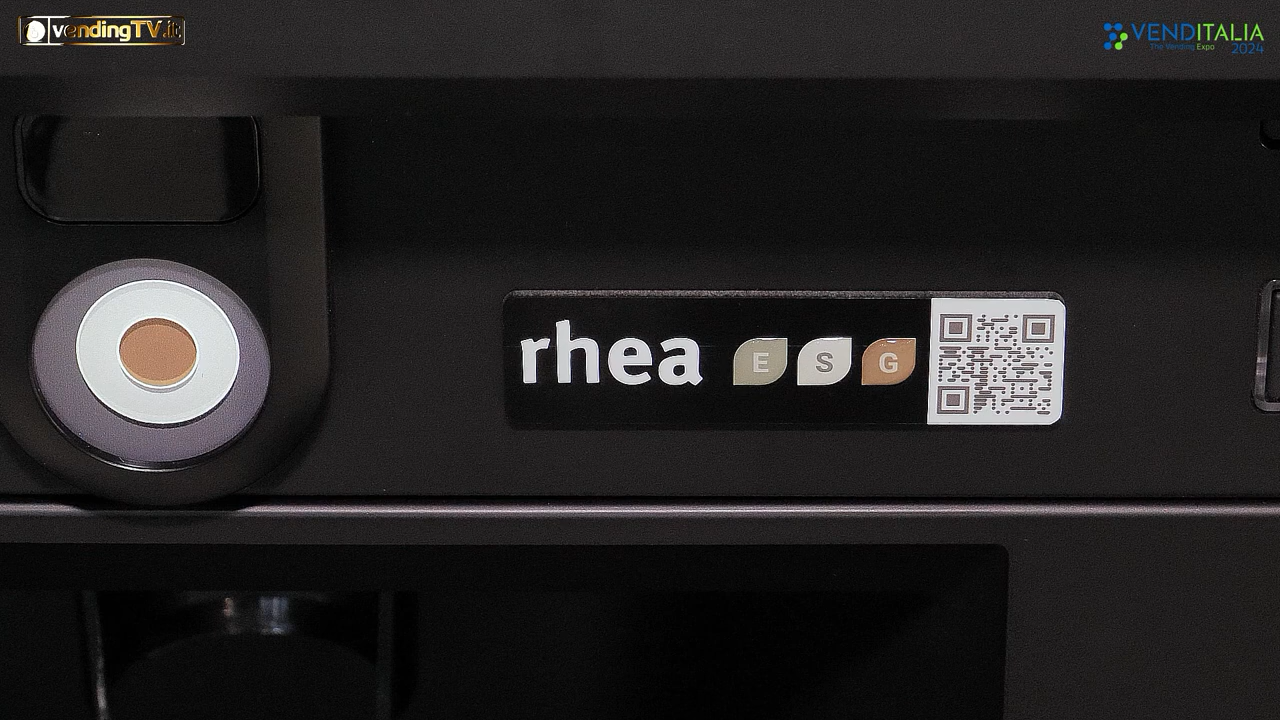 vendingTV.it
VENDITALIA
The Vending Expo
2024
rhea E S G